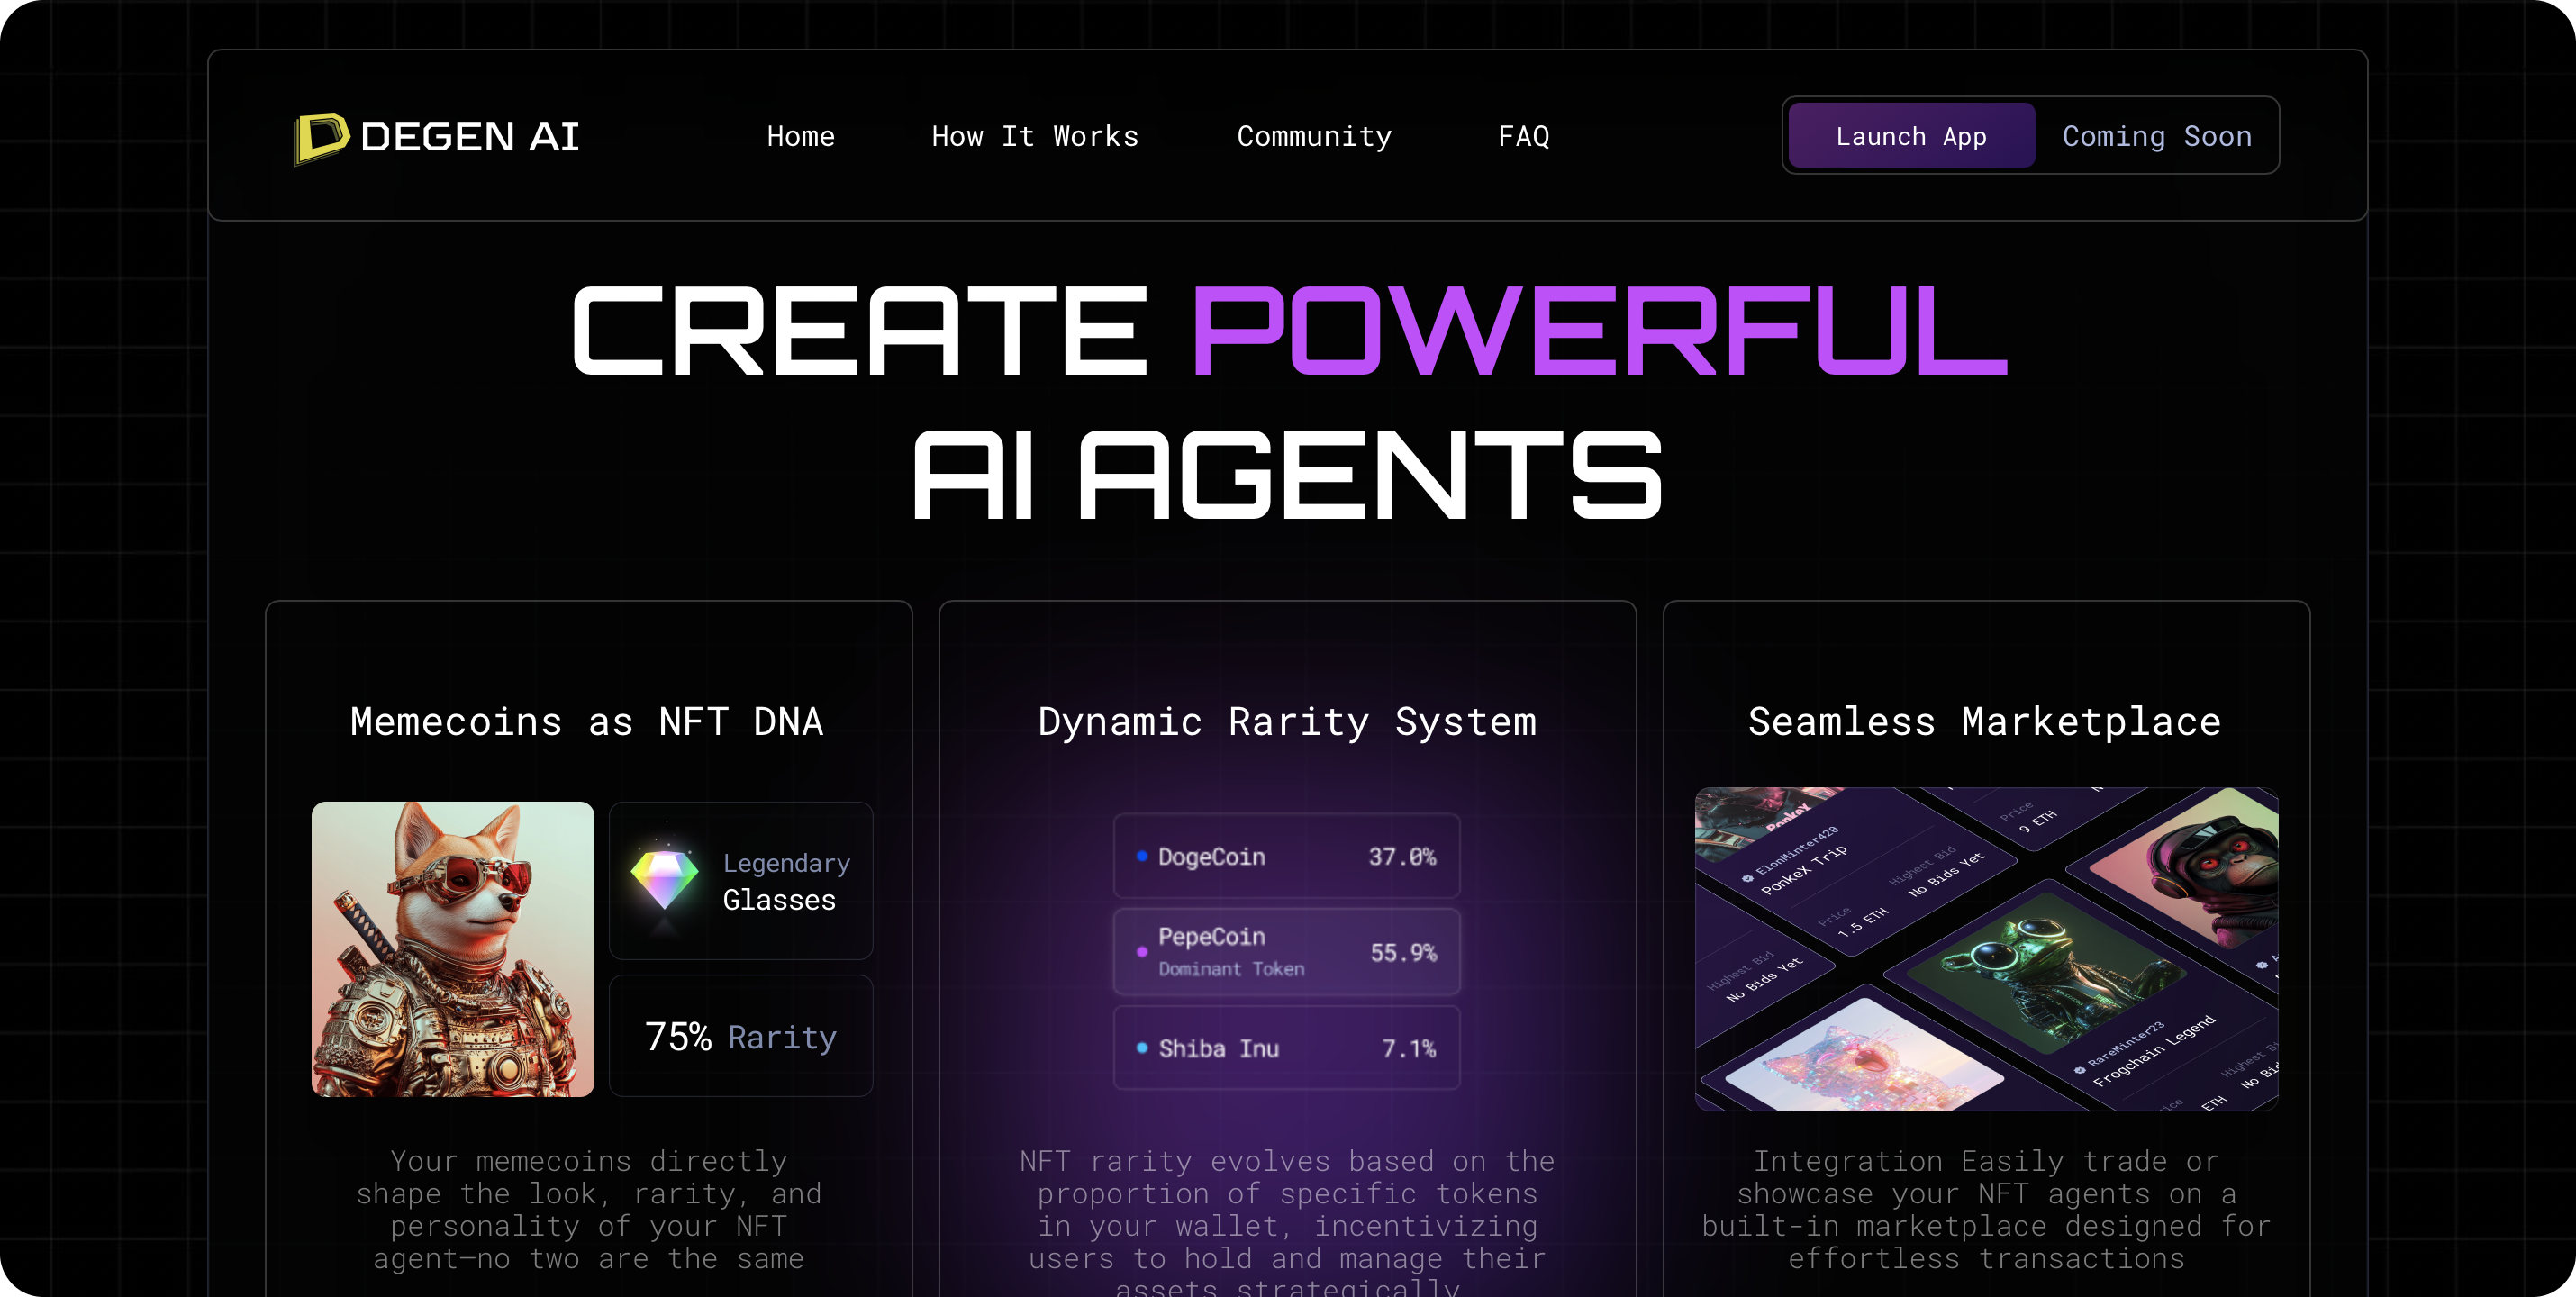 DEGEN AI
Home
How It Works
Community
FAQ
Launch App
Coming Soon
CREATE POWERFUL
AI AGENTS
Memecoins as NFT DNA
Legendary
Glasses
75% Rarity
Your memecoins directly
shape the look, rarity, and
personality of your NFT
agent—no two are the same
Dynamic Rarity System
DogeCoin 37.0%
PepeCoin
Dominant Token
55.9%
Shiba Inu 7.1%
NFT rarity evolves based on the
proportion of specific tokens
in your wallet, incentivizing
users to hold and manage their
assets strategically
Seamless Marketplace
PonkeX
ElonMinter420
PonkeX Trip
Price
1.5 ETH
Highest Bid
No Bids Yet
Price
9 ETH
Highest Bid
No Bids Yet
RareMinter23
Frogchain Legend
ETH
Highest
No
Integration Easily trade or
showcase your NFT agents on a
built-in marketplace designed for
effortless transactions